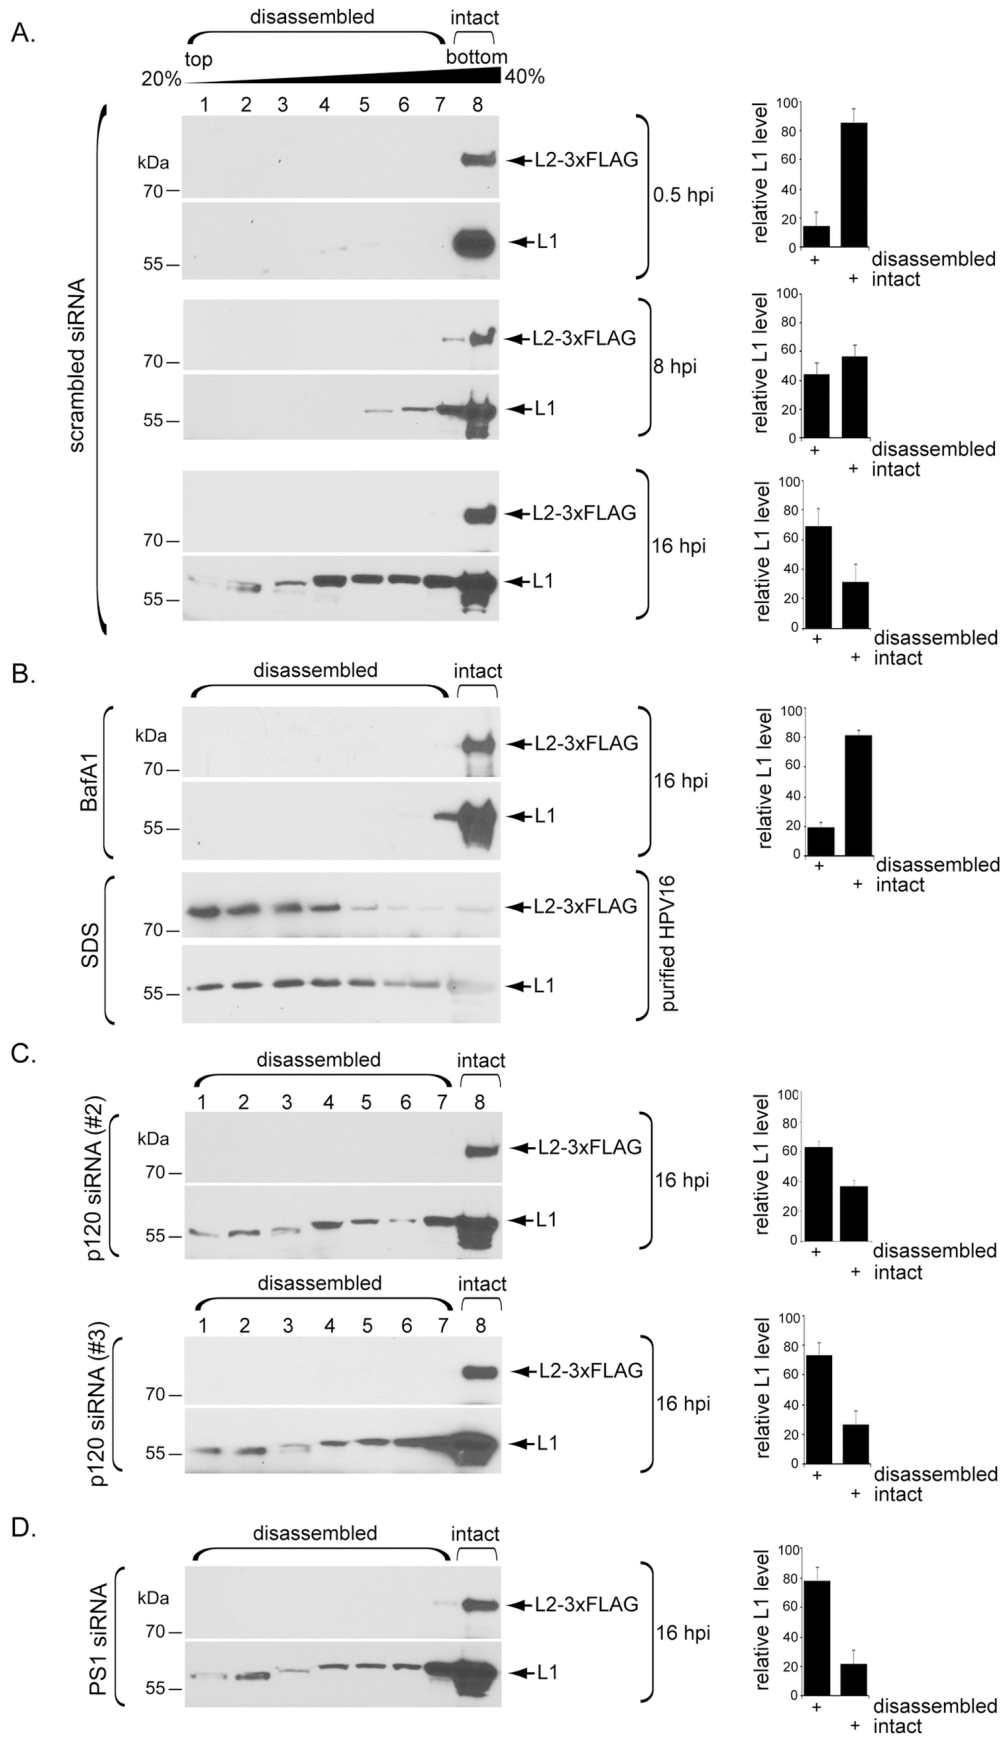 A.
disassembled intact
top bottom
20% 40%
1 2 3 4 5 6 7 8
scrambled siRNA
kDa
L2-3xFLAG
70
0.5 hpi
L1
55
relative L1 level
100
80
60
40
20
0
+ disassembled
+ intact
L2-3xFLAG
70
8 hpi
L1
55
relative L1 level
100
80
60
40
20
0
+ disassembled
+ intact
L2-3xFLAG
70
16 hpi
L1
55
relative L1 level
100
80
60
40
20
0
+ disassembled
+ intact
B.
disassembled intact
BafA1
kDa
L2-3xFLAG
70
16 hpi
L1
55
relative L1 level
100
80
60
40
20
0
+ disassembled
+ intact
SDS
L2-3xFLAG
70
purified HPV16
L1
55
C.
disassembled intact
1 2 3 4 5 6 7 8
p120 siRNA (#2)
kDa
L2-3xFLAG
70
16 hpi
L1
55
relative L1 level
100
80
60
40
20
0
+ disassembled
+ intact
disassembled intact
1 2 3 4 5 6 7 8
p120 siRNA (#3)
L2-3xFLAG
70
16 hpi
L1
55
relative L1 level
100
80
60
40
20
0
+ disassembled
+ intact
D.
disassembled intact
PS1 siRNA
kDa
L2-3xFLAG
70
16 hpi
L1
55
relative L1 level
100
80
60
40
20
0
+ disassembled
+ intact